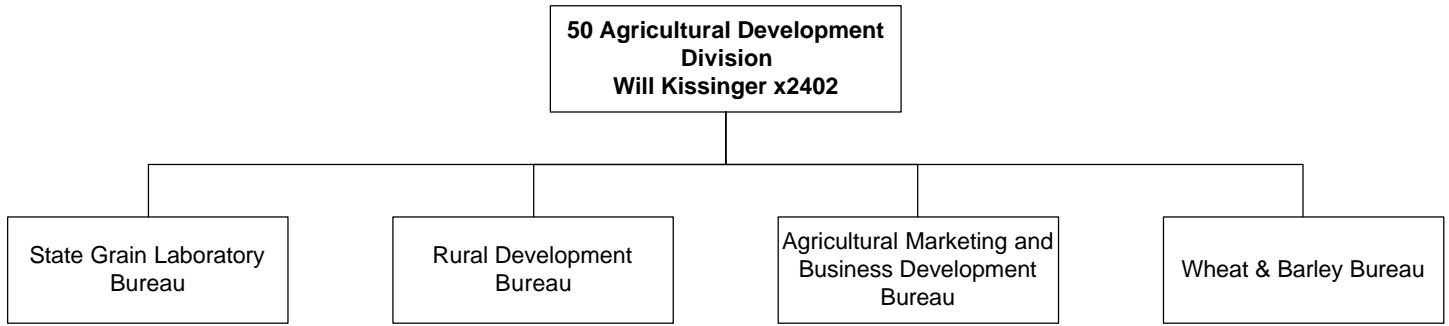 50 Agricultural Development
Division
Will Kissinger x2402
State Grain Laboratory
Bureau
Rural Development
Bureau
Agricultural Marketing and
Business Development
Bureau
Wheat & Barley Bureau